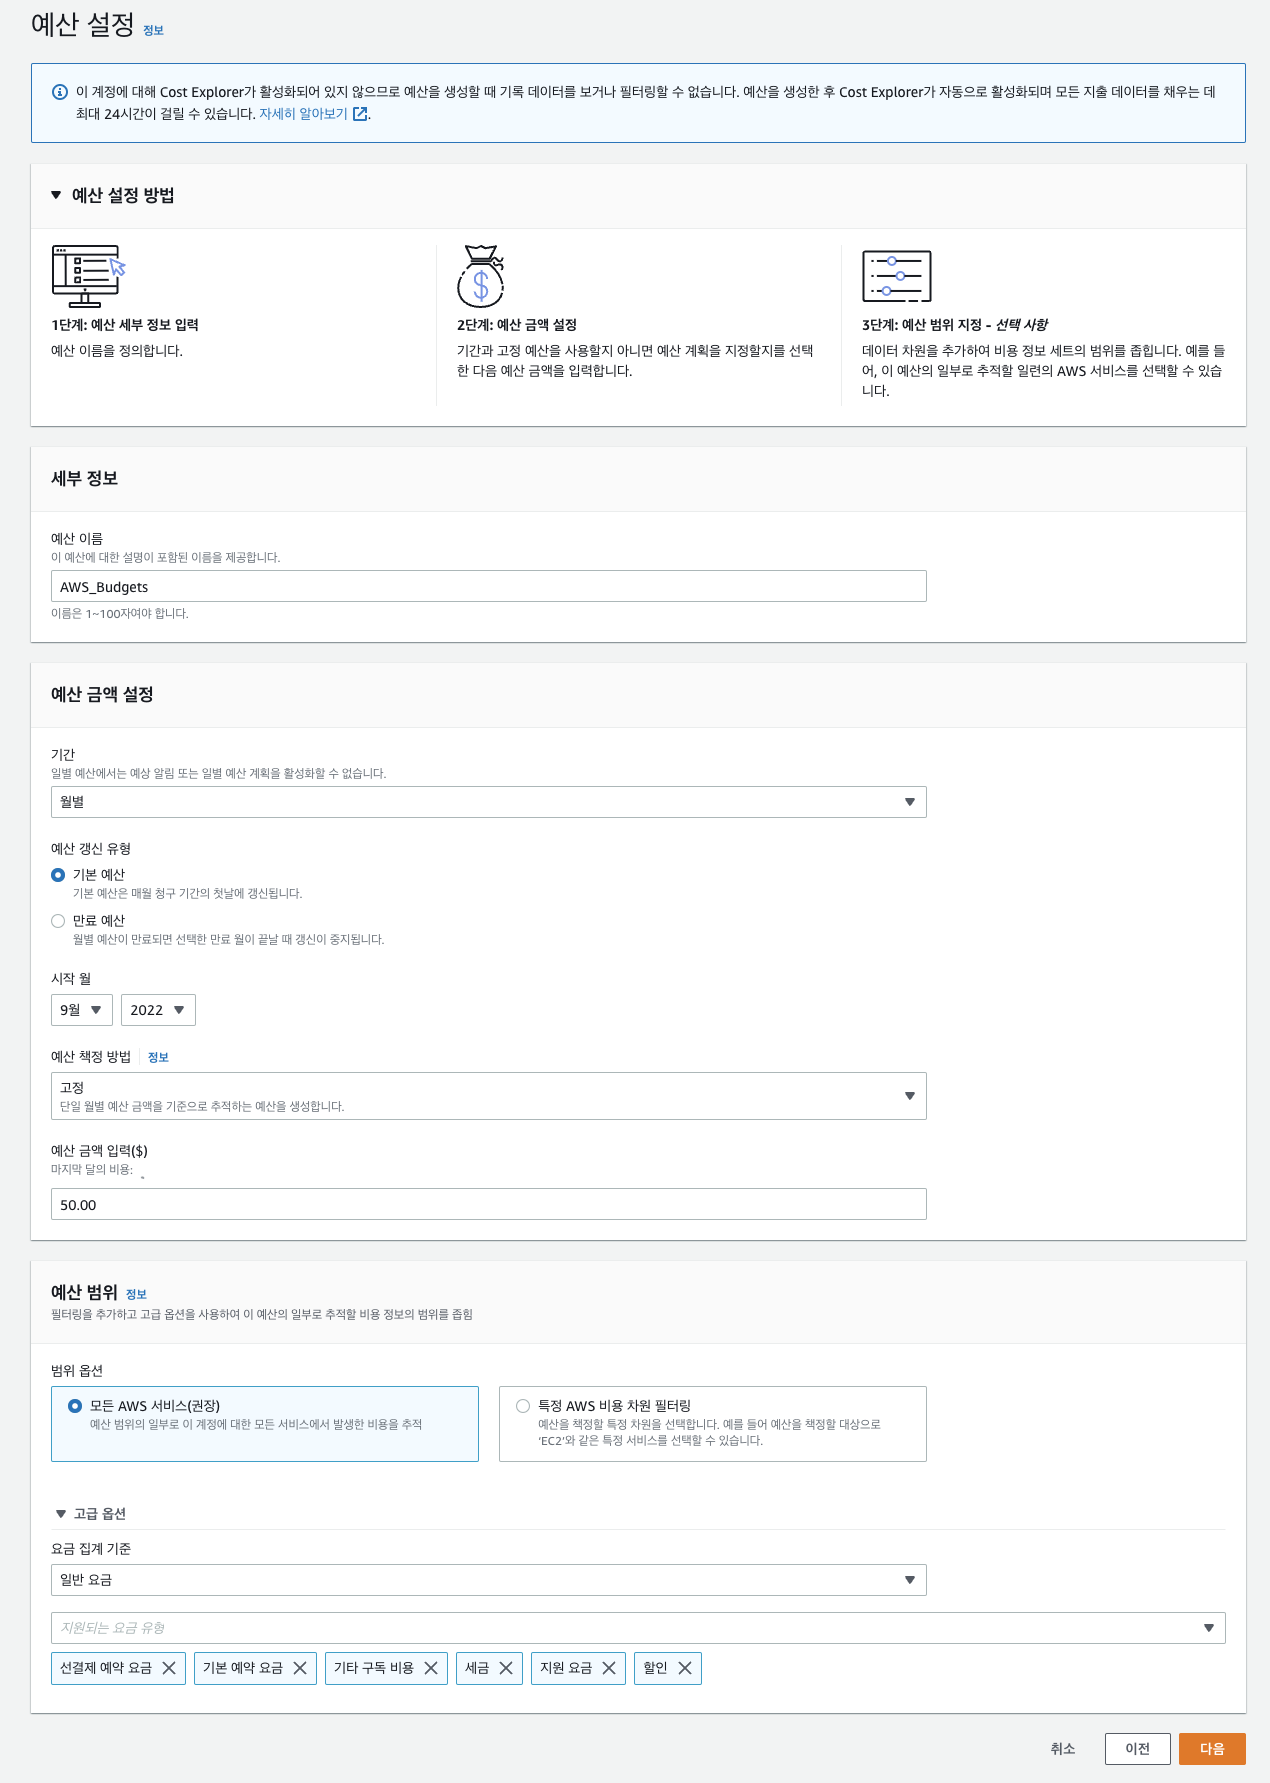 예산 설정 정보
이 계정에 대해 Cost Explorer가 활성화되어 있지 않으므로 예산을 생성할 때 기록 데이터를 보거나 필터링할 수 없습니다. 예산을 생성한 후 Cost Explorer가 자동으로 활성화되며 모든 지출 데이터를 채우는 데
최대 24시간이 걸릴 수 있습니다. 자세히 알아보기.
예산 설정 방법
1단계: 예산 세부 정보 입력
예산 이름을 정의합니다.
2단계: 예산 금액 설정
기간과 고정 예산을 사용할지 아니면 예산 계획을 지정할지를 선택
한 다음 예산 금액을 입력합니다.
3단계: 예산 범위 지정 - 선택 사항
데이터 차원을 추가하여 비용 정보 세트의 범위를 좁힙니다. 예를 들
어, 이 예산의 일부로 추적할 일련의 AWS 서비스를 선택할 수 있습
니다.
세부 정보
예산 이름
이 예산에 대한 설명이 포함된 이름을 제공합니다.
AWS_Budgets
이름은 1~100자여야 합니다.
예산 금액 설정
기간
일별 예산에서는 예상 알림 또는 일별 예산 계획을 활성화할 수 없습니다.
월별
예산 갱신 유형
기본 예산
기본 예산은 매월 청구 기간의 첫날에 갱신됩니다.
만료 예산
월별 예산이 만료되면 선택한 만료 월이 끝날 때 갱신이 중지됩니다.
시작 월
9월 2022
예산 책정 방법 정보
고정
단일 월별 예산 금액을 기준으로 추적하는 예산을 생성합니다.
예산 금액 입력($)
마지막 달의 비용:
50.00
예산 범위 정보
필터링을 추가하고 고급 옵션을 사용하여 이 예산의 일부로 추적할 비용 정보의 범위를 좁힘
범위 옵션
모든 AWS 서비스(권장)
예산 범위의 일부로 이 계정에 대한 모든 서비스에서 발생한 비용을 추적
특정 AWS 비용 차원 필터링
예산을 책정할 특정 차원을 선택합니다. 예를 들어 예산을 책정할 대상으로
‘EC2’와 같은 특정 서비스를 선택할 수 있습니다.
고급 옵션
요금 집계 기준
일반 요금
지원되는 요금 유형
선결제 예약 요금 기본 예약 요금 기타 구독 비용 세금 지원 요금 할인
취소 이전 다음